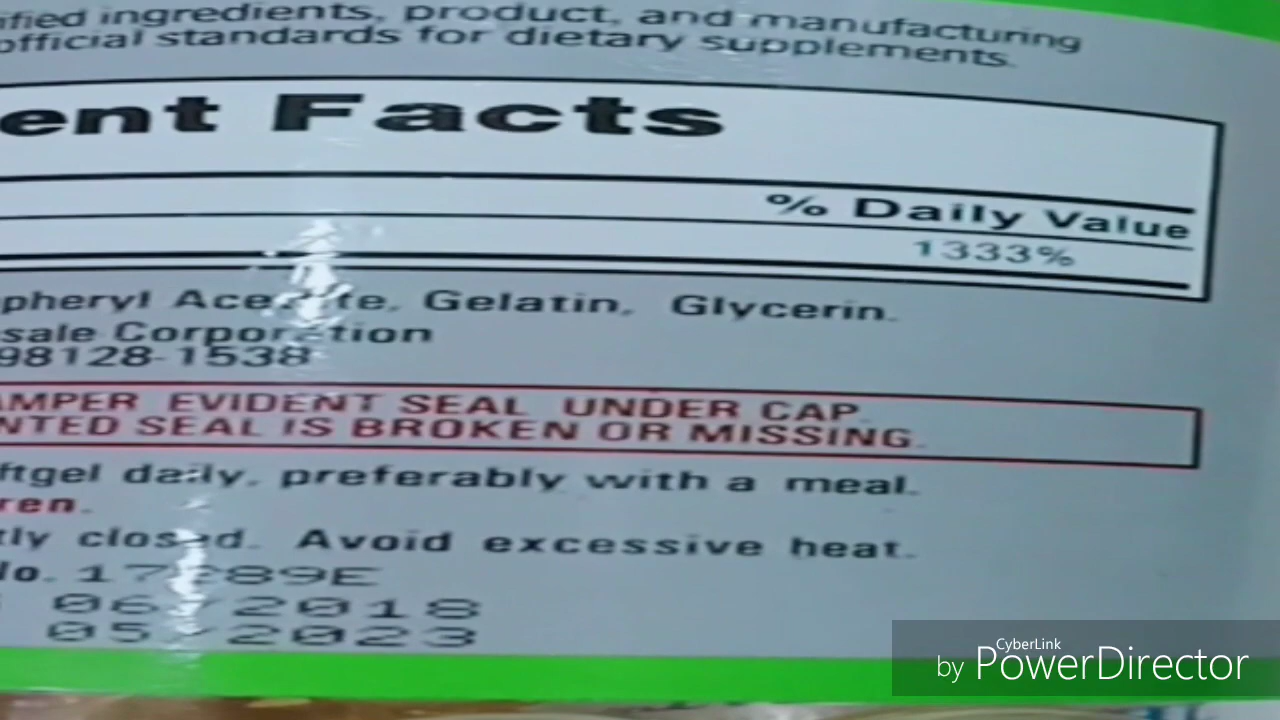 ified ingredients, product, and manufacturing
official standards for dietary supplements.
ent Facts
% Daily Value
1333%
pheryl Acetate, Gelatin, Glycerin.
sale Corporation
98128-1538
AMPER EVIDENT SEAL UNDER CAP.
NTED SEAL IS BROKEN OR MISSING.
ftgel daily, preferably with a meal.
ren.
tly closed. Avoid excessive heat.
lo.
06/2018
05/2023
CyberLink
by PowerDirector